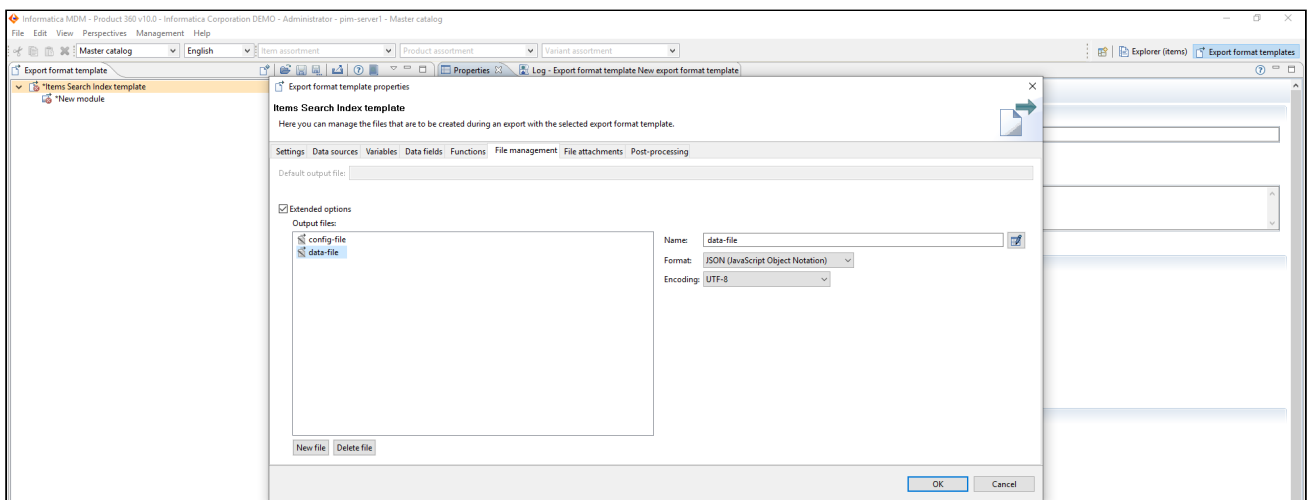 Informatica MDM - Product 360 v10.0 - Informatica Corporation DEMO - Administrator - pim-server1 - Master catalog
File Edit View Perspectives Management Help
Master catalog English Item assortment Product assortment Variant assortment Explorer (items) Export format templates
Export format template Properties Log - Export format template New export format template
*Items Search Index template
*New module
Export format template properties
Items Search Index template
Here you can manage the files that are to be created during an export with the selected export format template.
Settings Data sources Variables Data fields Functions File management File attachments Post-processing
Default output file:
Extended options
Output files:
config-file
data-file
Name: data-file
Format: JSON (JavaScript Object Notation)
Encoding: UTF-8
New file Delete file
OK Cancel